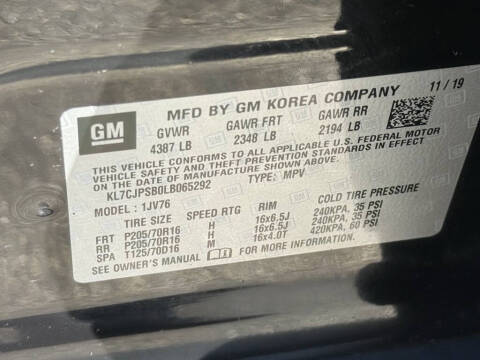 MFD BY GM KOREA COMPANY 11/19
GM
GVWR GAWR FRT GAWR RR
4387 LB 2348 LB 2194 LB
THIS VEHICLE CONFORMS TO ALL APPLICABLE U.S. FEDERAL MOTOR
VEHICLE SAFETY
THEFT PREVENTION STANDARDS IN EFFECT ON THE
DATE OF MANUFACTURE SHOWN ABOVE.
KL7CJPSB0LB065292 TYPE: MPV
MODEL: 1JV76
TIRE SIZE SPEED RTG RIM COLD TIRE PRESSURE
FRT P205/70R16 H 16x6.5J 240KPA, 35 PSI
RR P205/70R16 H 16x6.5J 240KPA, 35 PSI
SPA T125/70D16 M 16x4.0T 420KPA, 60 PSI
SEE OWNER'S MANUAL FOR MORE INFORMATION.